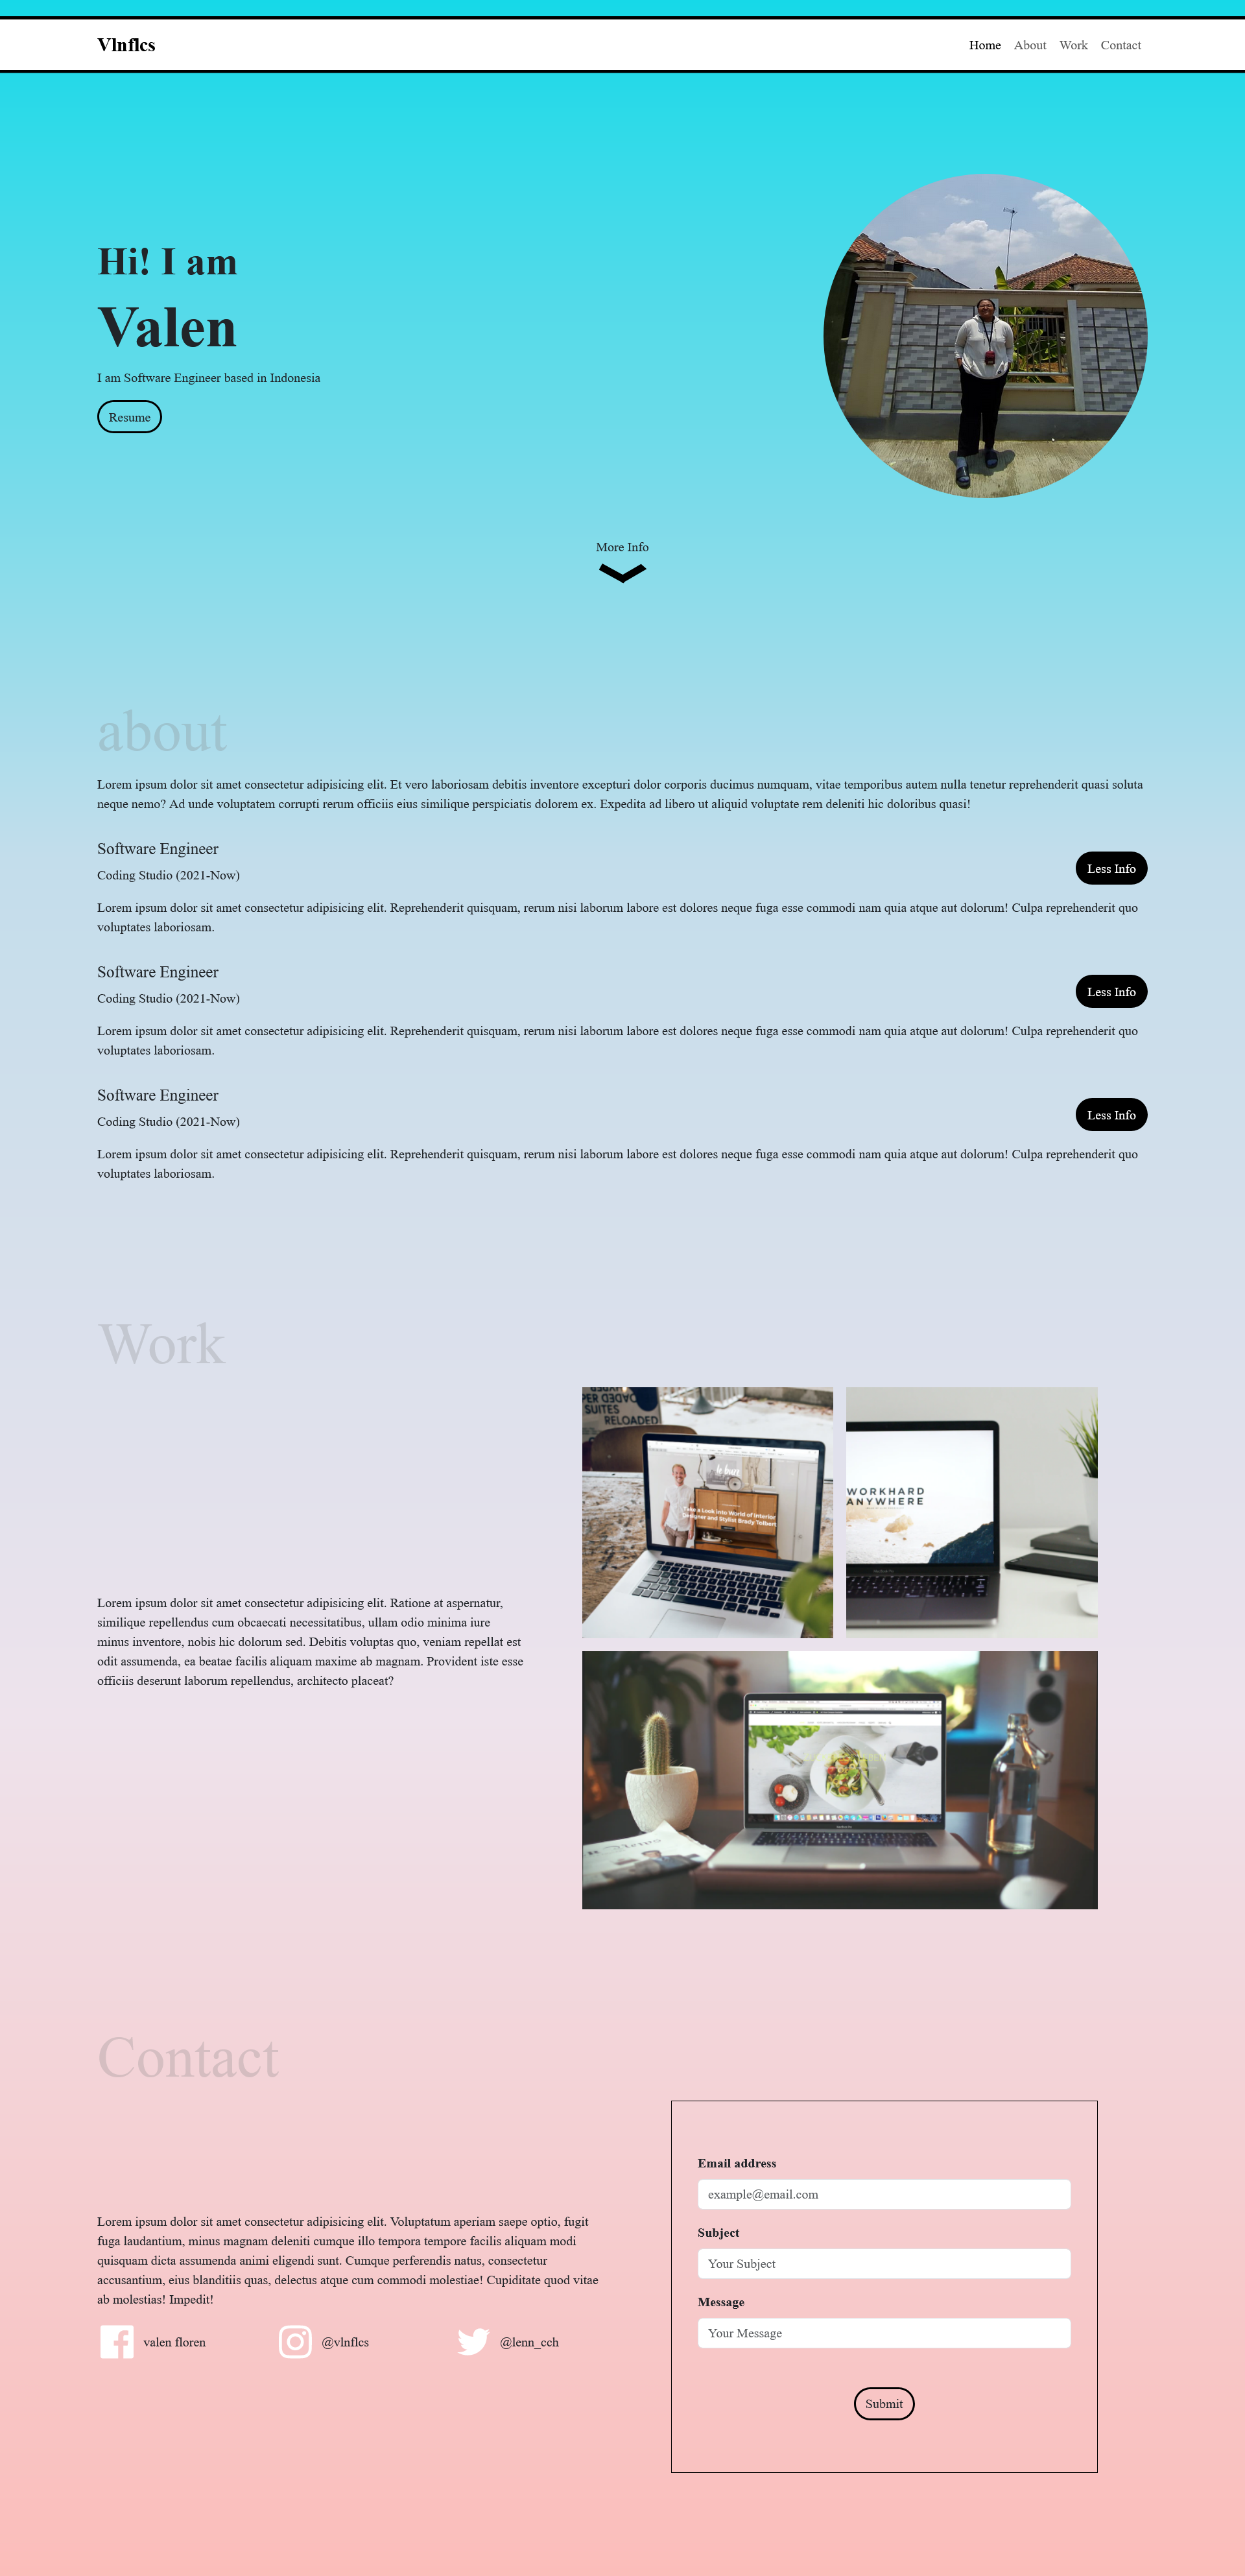 Vlnflcs
Home About Work Contact
Hi! I am
Valen
I am Software Engineer based in Indonesia
Resume
More Info
about
Lorem ipsum dolor sit amet consectetur adipisicing elit. Et vero laboriosam debitis inventore excepturi dolor corporis ducimus numquam, vitae temporibus autem nulla tenetur reprehenderit quasi soluta
neque nemo? Ad unde voluptatem corrupti rerum officiis eius similique perspiciatis dolorem ex. Expedita ad libero ut aliquid voluptate rem deleniti hic doloribus quasi!
Software Engineer
Coding Studio (2021-Now)
Less Info
Lorem ipsum dolor sit amet consectetur adipisicing elit. Reprehenderit quisquam, rerum nisi laborum labore est dolores neque fuga esse commodi nam quia atque aut dolorum! Culpa reprehenderit quo
voluptates laboriosam.
Software Engineer
Coding Studio (2021-Now)
Less Info
Lorem ipsum dolor sit amet consectetur adipisicing elit. Reprehenderit quisquam, rerum nisi laborum labore est dolores neque fuga esse commodi nam quia atque aut dolorum! Culpa reprehenderit quo
voluptates laboriosam.
Software Engineer
Coding Studio (2021-Now)
Less Info
Lorem ipsum dolor sit amet consectetur adipisicing elit. Reprehenderit quisquam, rerum nisi laborum labore est dolores neque fuga esse commodi nam quia atque aut dolorum! Culpa reprehenderit quo
voluptates laboriosam.
Work
Lorem ipsum dolor sit amet consectetur adipisicing elit. Ratione at aspernatur,
similique repellendus cum obcaecati necessitatibus, ullam odio minima iure
minus inventore, nobis hic dolorum sed. Debitis voluptas quo, veniam repellat est
odit assumenda, ea beatae facilis aliquam maxime ab magnam. Provident iste esse
officiis deserunt laborum repellendus, architecto placeat?
SUITES
RELOADED
Take a Look Into World of Interior
Designer and Stylist Brady Tolbert
WORKHARD
ANYWHERE
Contact
Lorem ipsum dolor sit amet consectetur adipisicing elit. Voluptatum aperiam saepe optio, fugit
fuga laudantium, minus magnam deleniti cumque illo tempora tempore facilis aliquam modi
quisquam dicta assumenda animi eligendi sunt. Cumque perferendis natus, consectetur
accusantium, eius blanditiis quas, delectus atque cum commodi molestiae! Cupiditate quod vitae
ab molestias! Impedit!
valen floren
@vlnflcs
@lenn_cch
Email address
example@email.com
Subject
Your Subject
Message
Your Message
Submit